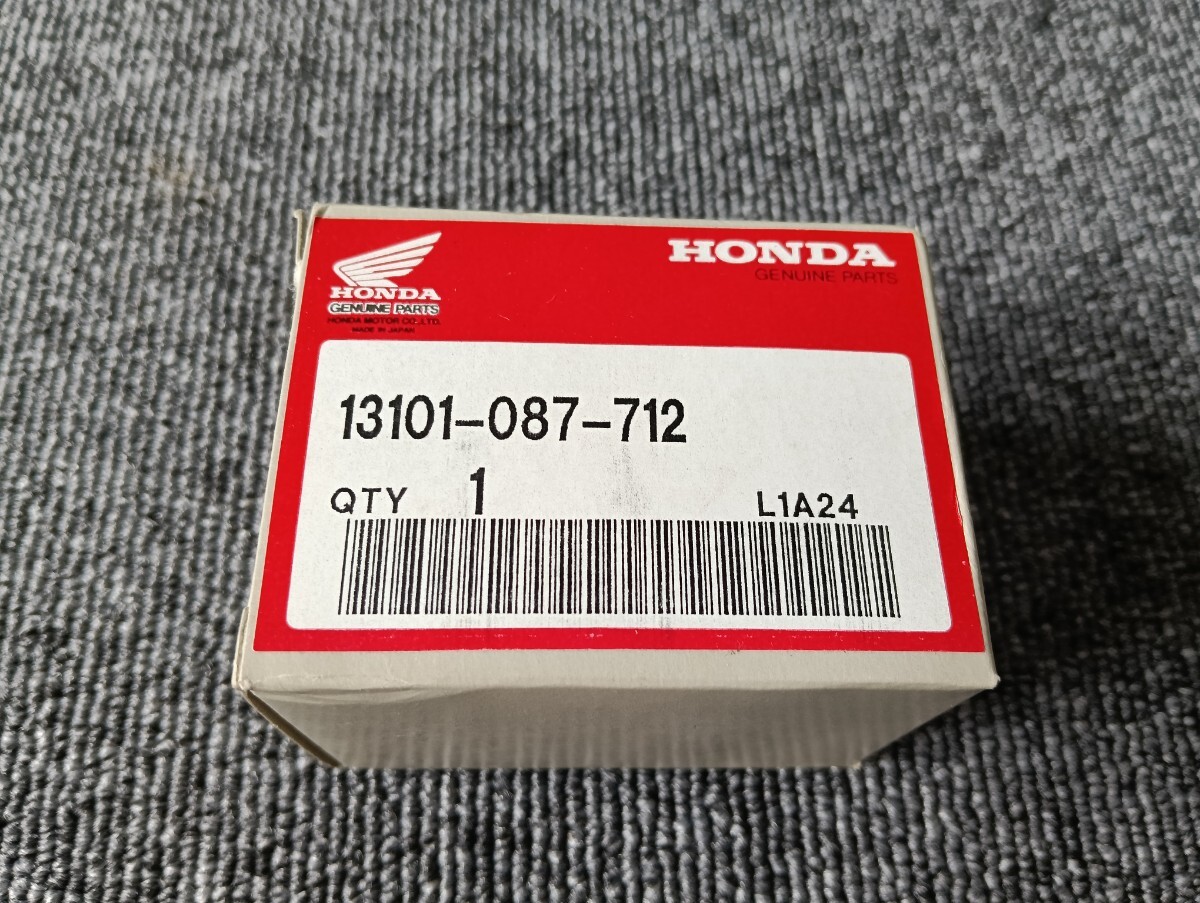 HONDA
GENUINE PARTS
HONDA MOTOR CO.,LTD.
MADE IN JAPAN
HONDA
GENUINE PARTS
13101-087-712
QTY 1
L1A24